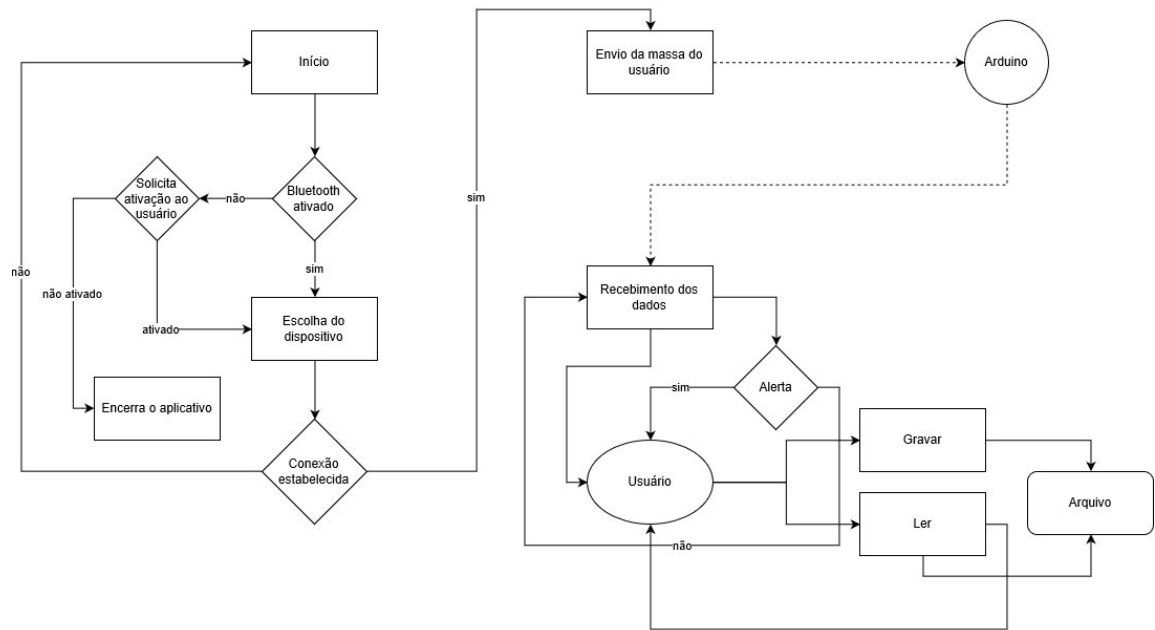 Início
Envio da massa do
usuário
Arduino
Solicita
ativação ao
usuário
não
Bluetooth
ativado
sim
sim
não
não ativado
ativado
Escolha do
dispositivo
Recebimento dos
dados
Encerra o aplicativo
sim
Alerta
Conexão
estabelecida
Usuário
Gravar
Arquivo
Ler
não